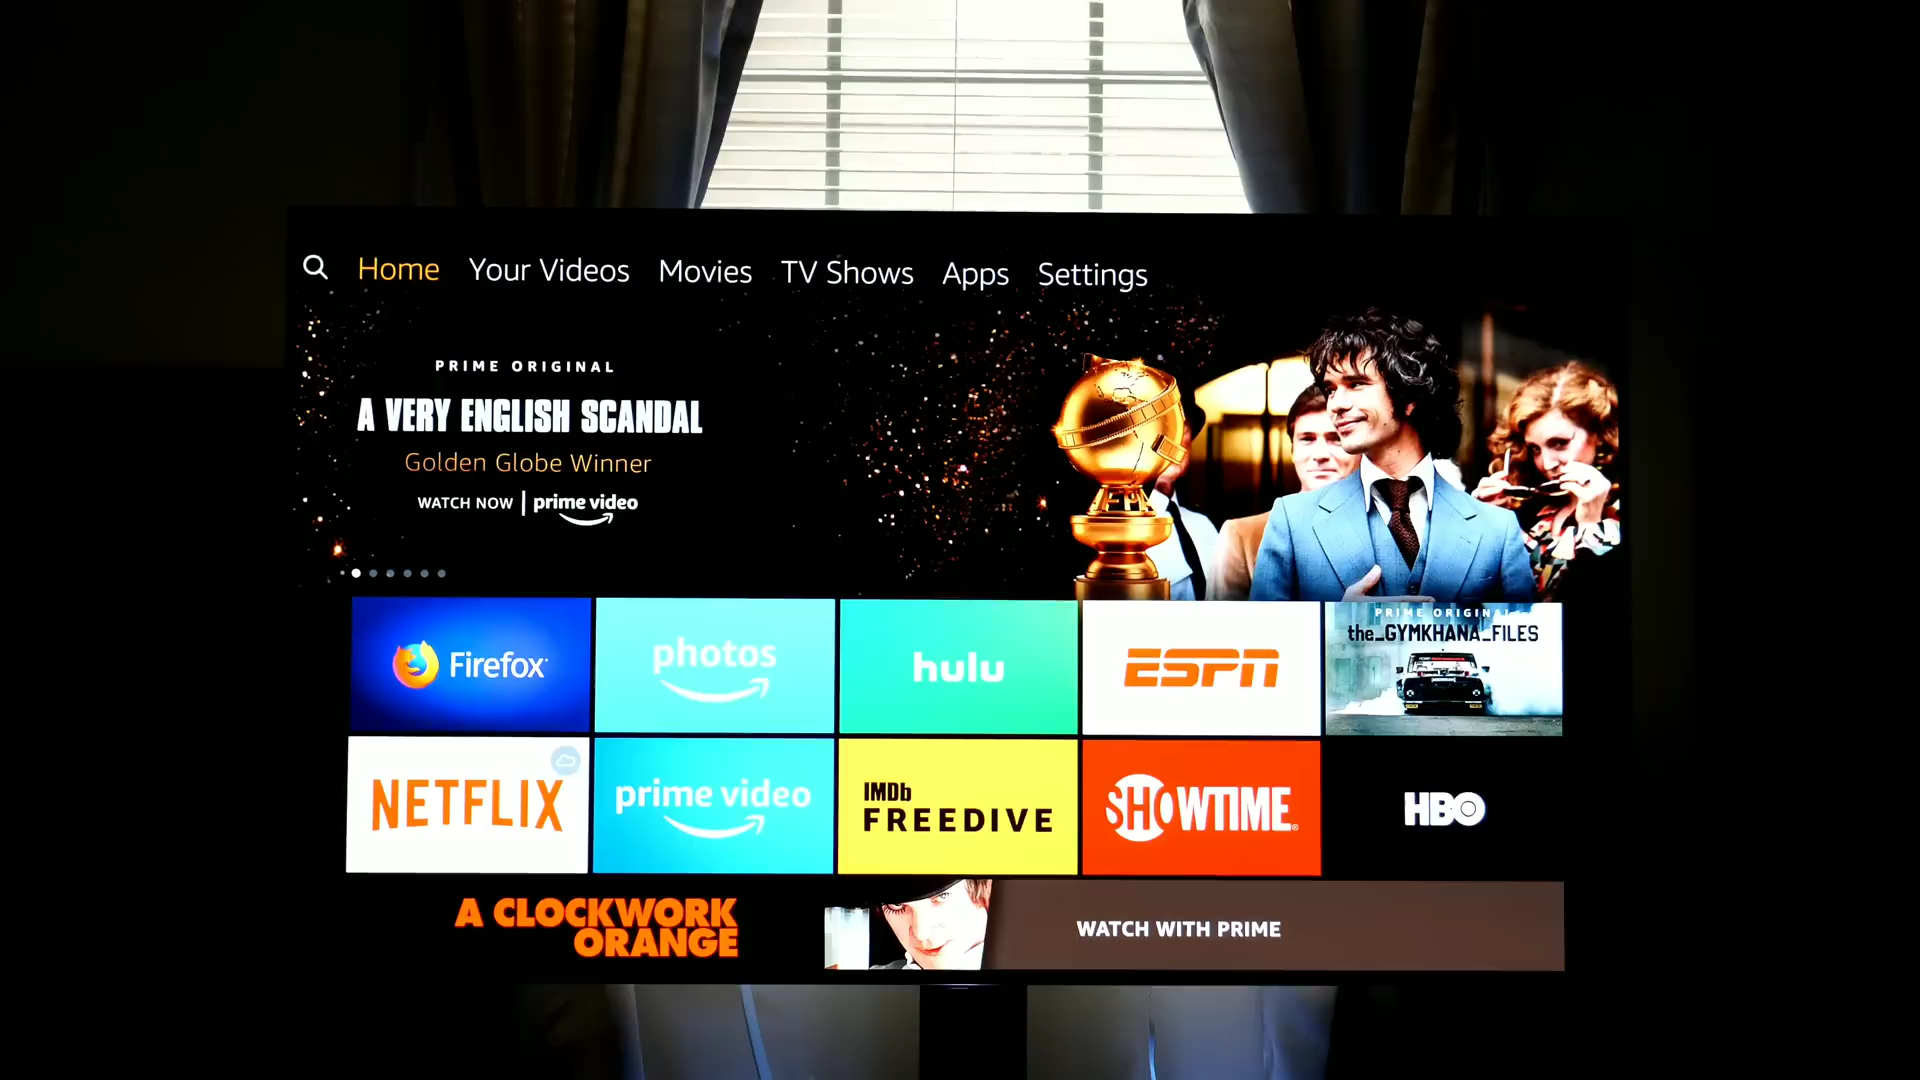 Home Your Videos Movies TV Shows Apps Settings
PRIME ORIGINAL
A VERY ENGLISH SCANDAL
Golden Globe Winner
WATCH NOW | prime video
Firefox
photos
hulu
ESPN
PRIME ORIGINAL
the_GYMKHANA_FILES
NETFLIX
prime video
IMDb
FREEDIVE
SHOWTIME
HBO
A CLOCKWORK
ORANGE
WATCH WITH PRIME